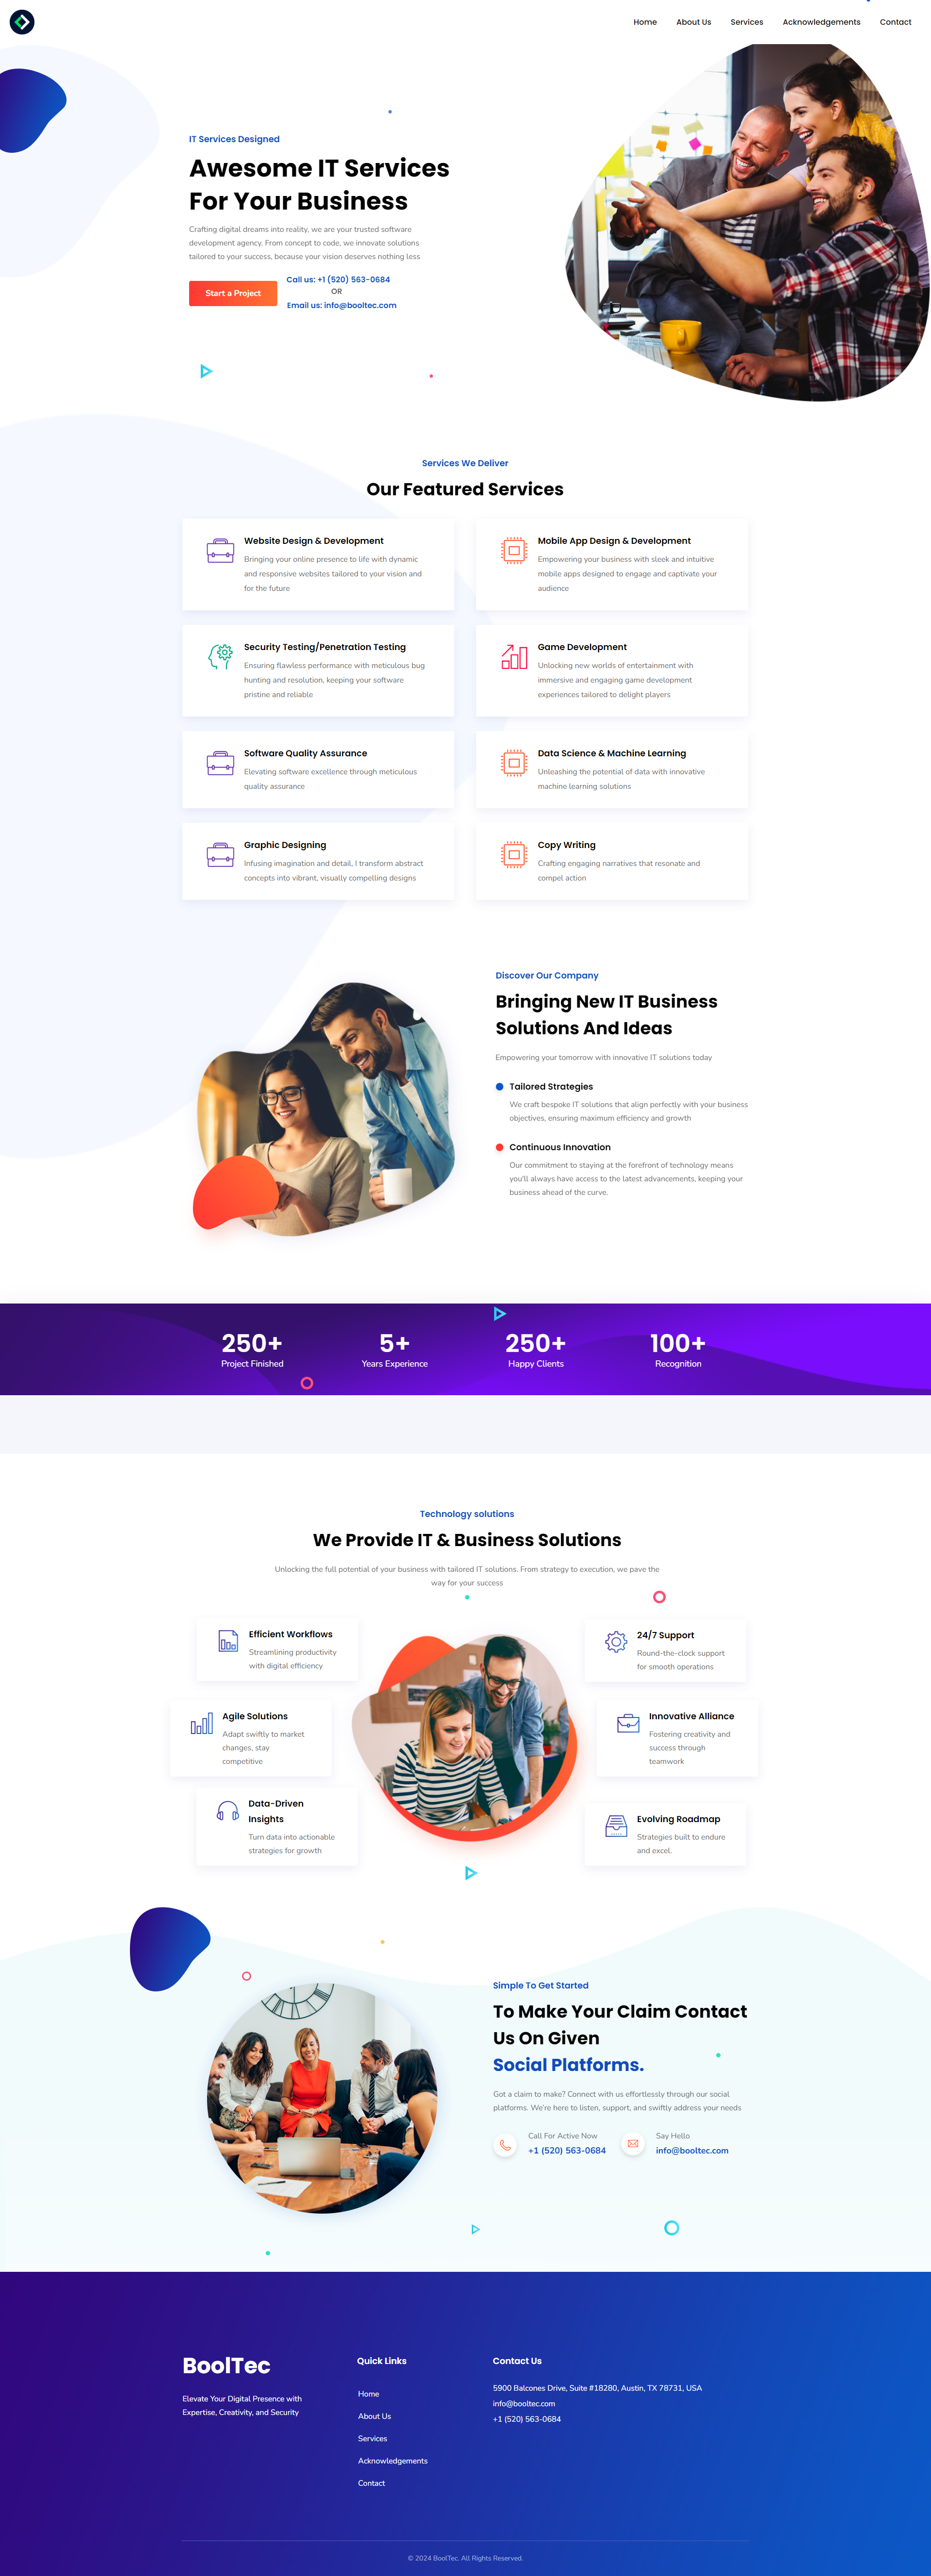 Home
About Us
Services
Acknowledgements
Contact
IT Services Designed
Awesome IT Services
For Your Business
Crafting digital dreams into reality, we are your trusted software
development agency. From concept to code, we innovate solutions
tailored to your success, because your vision deserves nothing less
Start a Project
Call us: +1 (520) 563-0684
OR
Email us: info@booltec.com
Services We Deliver
Our Featured Services
Website Design & Development
Bringing your online presence to life with dynamic
and responsive websites tailored to your vision and
for the future
Mobile App Design & Development
Empowering your business with sleek and intuitive
mobile apps designed to engage and captivate your
audience
Security Testing/Penetration Testing
Ensuring flawless performance with meticulous bug
hunting and resolution, keeping your software
pristine and reliable
Game Development
Unlocking new worlds of entertainment with
immersive and engaging game development
experiences tailored to delight players
Software Quality Assurance
Elevating software excellence through meticulous
quality assurance
Data Science & Machine Learning
Unleashing the potential of data with innovative
machine learning solutions
Graphic Designing
Infusing imagination and detail, I transform abstract
concepts into vibrant, visually compelling designs
Copy Writing
Crafting engaging narratives that resonate and
compel action
Discover Our Company
Bringing New IT Business
Solutions And Ideas
Empowering your tomorrow with innovative IT solutions today
Tailored Strategies
We craft bespoke IT solutions that align perfectly with your business
objectives, ensuring maximum efficiency and growth
Continuous Innovation
Our commitment to staying at the forefront of technology means
you'll always have access to the latest advancements, keeping your
business ahead of the curve.
250+
Project Finished
5+
Years Experience
250+
Happy Clients
100+
Recognition
Technology solutions
We Provide IT & Business Solutions
Unlocking the full potential of your business with tailored IT solutions. From strategy to execution, we pave the
way for your success
Efficient Workflows
Streamlining productivity
with digital efficiency
Agile Solutions
Adapt swiftly to market
changes, stay
competitive
Data-Driven
Insights
Turn data into actionable
strategies for growth
24/7 Support
Round-the-clock support
for smooth operations
Innovative Alliance
Fostering creativity and
success through
teamwork
Evolving Roadmap
Strategies built to endure
and excel.
Simple To Get Started
To Make Your Claim Contact
Us On Given
Social Platforms.
Got a claim to make? Connect with us effortlessly through our social
platforms. We're here to listen, support, and swiftly address your needs
Call For Active Now
+1 (520) 563-0684
Say Hello
info@booltec.com
BoolTec
Elevate Your Digital Presence with
Expertise, Creativity, and Security
Quick Links
Home
About Us
Services
Acknowledgements
Contact
Contact Us
5900 Balcones Drive, Suite #18280, Austin, TX 78731, USA
info@booltec.com
+1 (520) 563-0684
© 2024 BoolTec. All Rights Reserved.